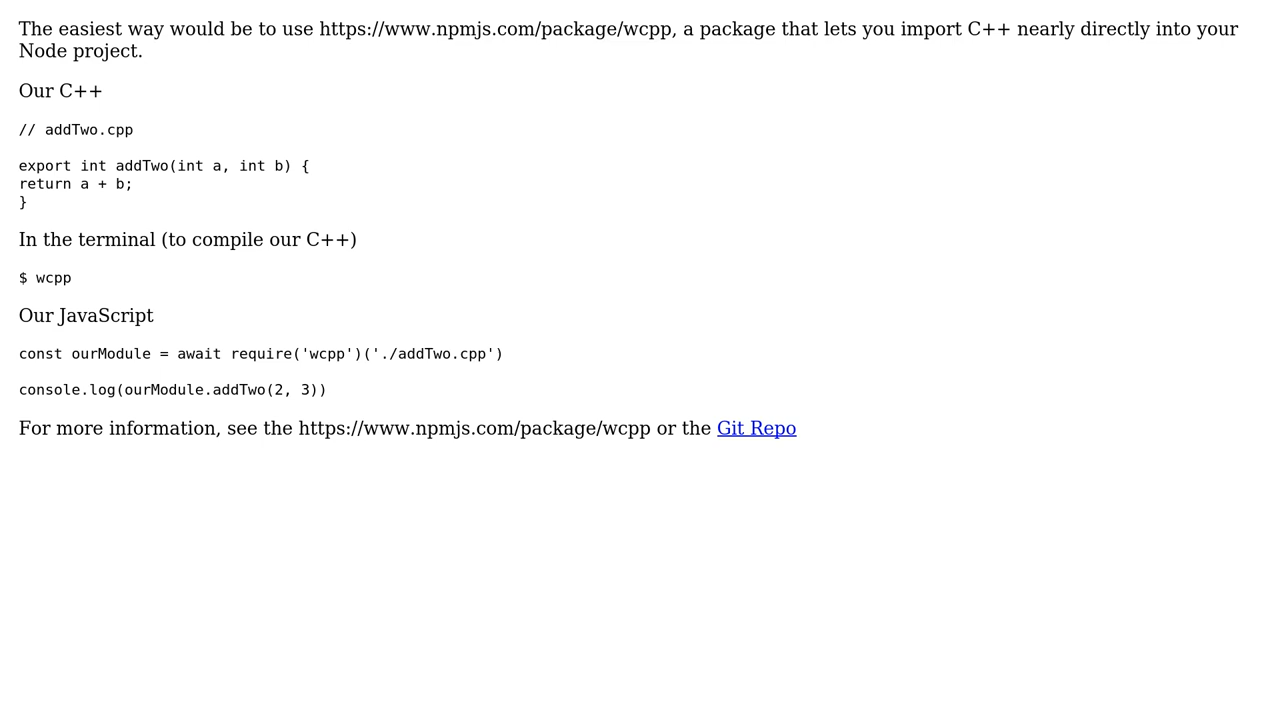 The easiest way would be to use https://www.npmjs.com/package/wcpp, a package that lets you import C++ nearly directly into your
Node project.
Our C++
// addTwo.cpp
export int addTwo(int a, int b) {
return a + b;
}
In the terminal (to compile our C++)
$ wcpp
Our JavaScript
const ourModule = await require('wcpp')('./addTwo.cpp')
console.log(ourModule.addTwo(2, 3))
For more information, see the https://www.npmjs.com/package/wcpp or the Git Repo